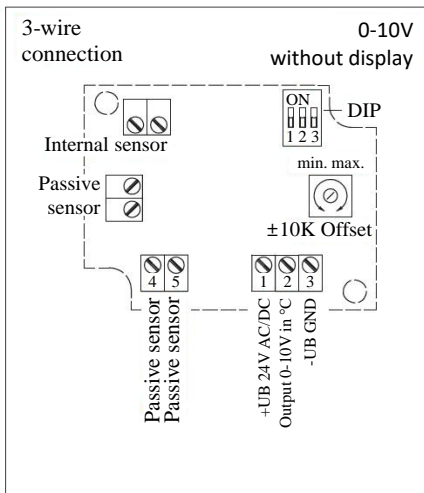 3-wire
connection
0-10V
without display
ON
1 2 3
DIP
Internal sensor
min. max.
Passive
sensor
±10K Offset
4 5
1 2 3
Passive sensor
Passive sensor
+UB 24V AC/DC
Output 0-10V in °C
-UB GND